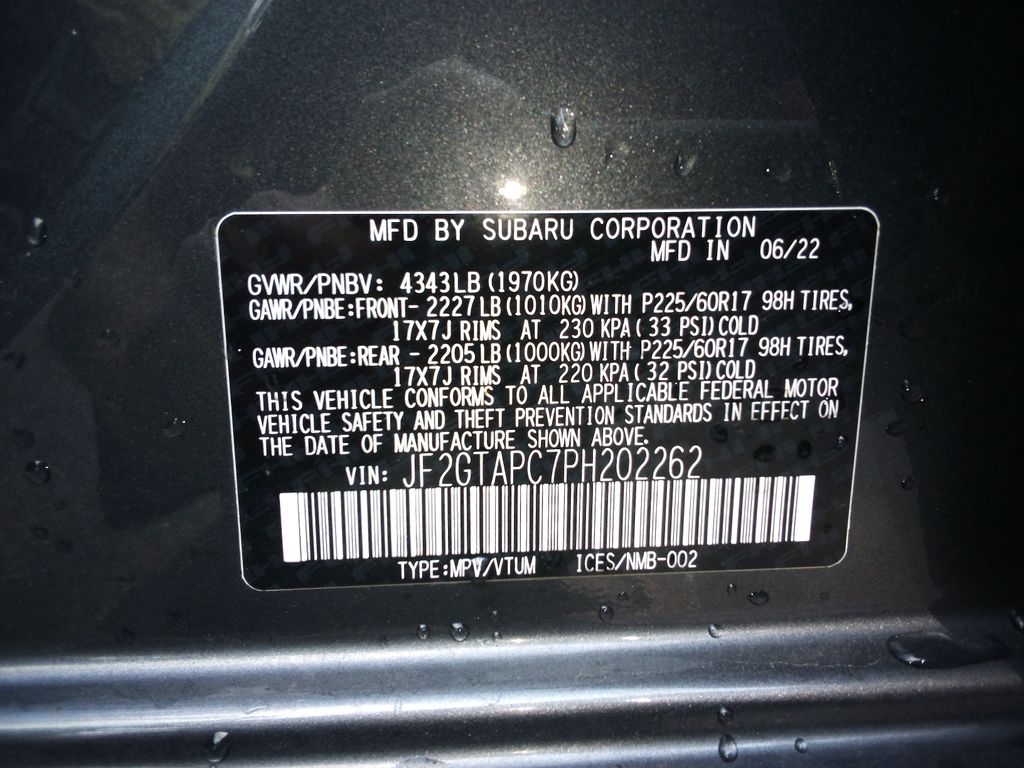 MFD BY SUBARU CORPORATION
MFD IN 06/22
GVWR/PNBV: 4343LB (1970KG)
GAWR/PNBE:FRONT- 2227LB (1010KG) WITH P225/60R17 98H TIRES,
17X7J RIMS AT 230 KPA ( 33 PSI) COLD
GAWR/PNBE:REAR - 2205LB (1000KG) WITH P225/60R17 98H TIRES,
17X7J RIMS AT 220 KPA ( 32 PSI) COLD
THIS VEHICLE CONFORMS TO ALL APPLICABLE FEDERAL MOTOR
VEHICLE SAFETY AND THEFT PREVENTION STANDARDS IN EFFFECT ON
THE DATE OF MANUFACTURE SHOWN ABOVE.
VIN: JF2GTAPC7PH202262
TYPE:MPV/VTUM ICES/NMB-002